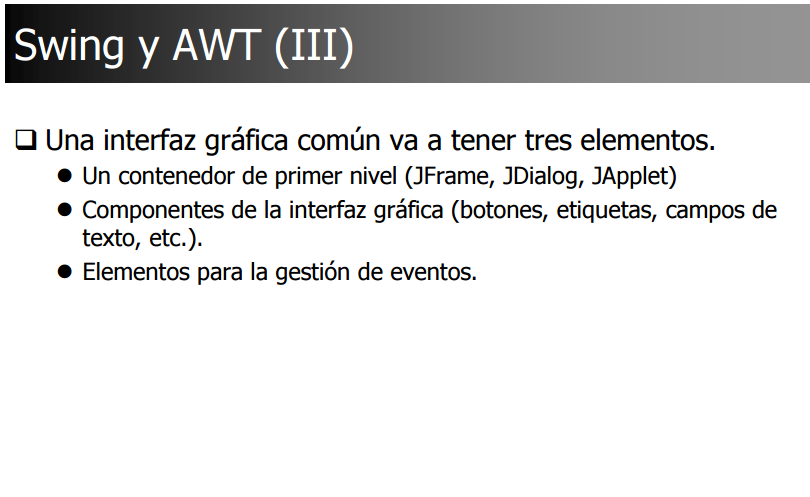 Swing y AWT (III)
Una interfaz gráfica común va a tener tres elementos.
Un contenedor de primer nivel (JFrame, JDialog, JApplet)
Componentes de la interfaz gráfica (botones, etiquetas, campos de
texto, etc.).
Elementos para la gestión de eventos.